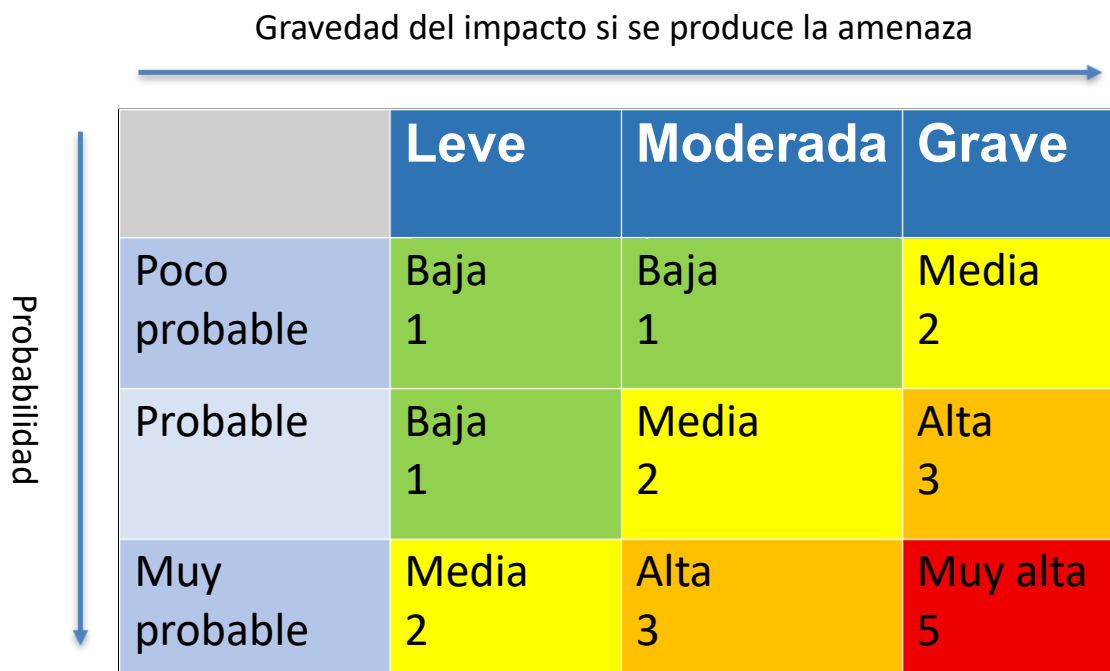 Gravedad del impacto si se produce la amenaza
Probabilidad
Leve
Moderada
Grave
Poco
probable
Baja
1
Baja
1
Media
2
Probable
Baja
1
Media
2
Alta
3
Muy
probable
Media
2
Alta
3
Muy alta
5